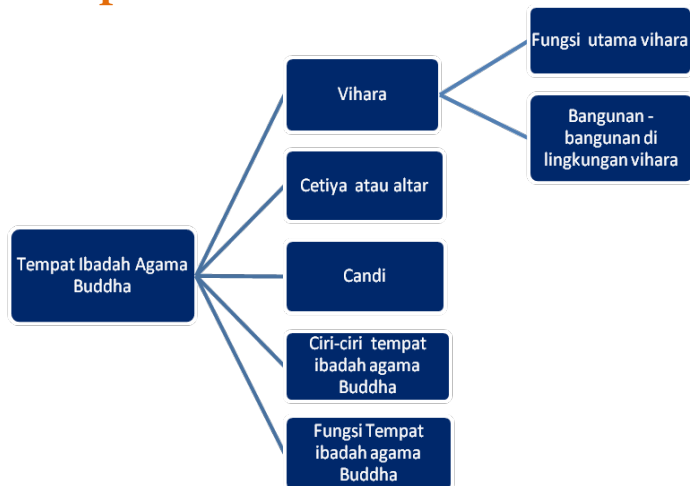 Tempat Ibadah Agama
Buddha
Vihara
Cetiya atau altar
Candi
Ciri-ciri tempat
ibadah agama
Buddha
Fungsi Tempat
ibadah agama
Buddha
Fungsi utama vihara
Bangunan -
bangunan di
lingkungan vihara